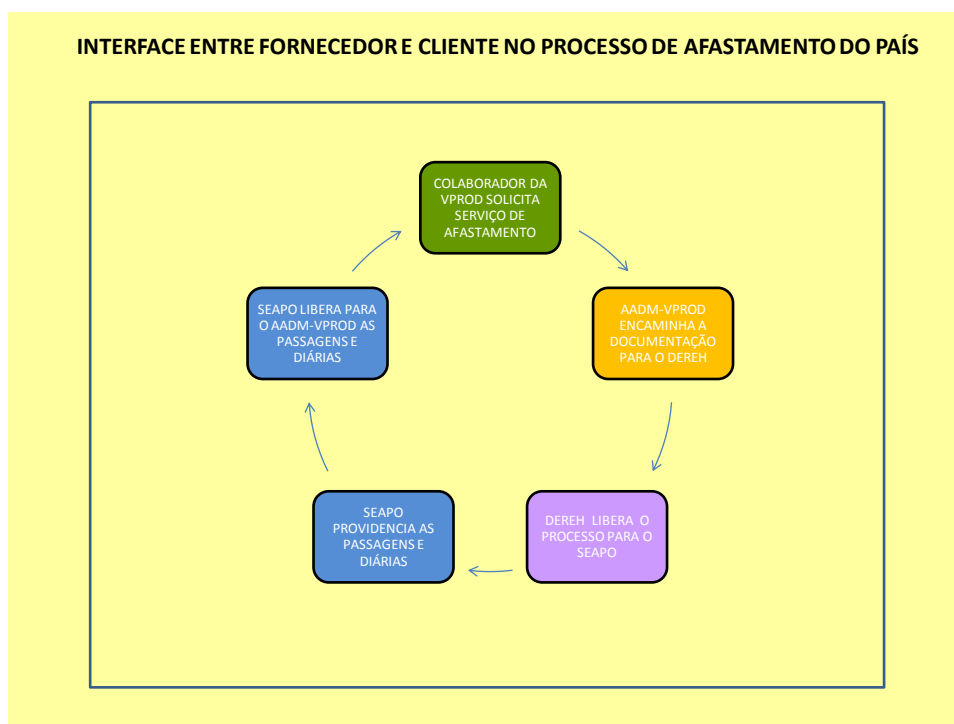 INTERFACE ENTRE FORNECEDOR E CLIENTE NO PROCESSO DE AFASTAMENTO DO PAÍS
COLABORADOR DA
VPROD SOLICITA
SERVIÇO DE
AFASTAMENTO
AADM-VPROD
ENCAMINHA A
DOCUMENTAÇÃO
PARA O DEREH
DEREH LIBERA O
PROCESSO PARA O
SEAPO
SEAPO
PROVIDENCIA AS
PASSAGENS E
DIÁRIAS
SEAPO LIBERA PARA
O AADM-VPROD AS
PASSAGENS E
DIÁRIAS